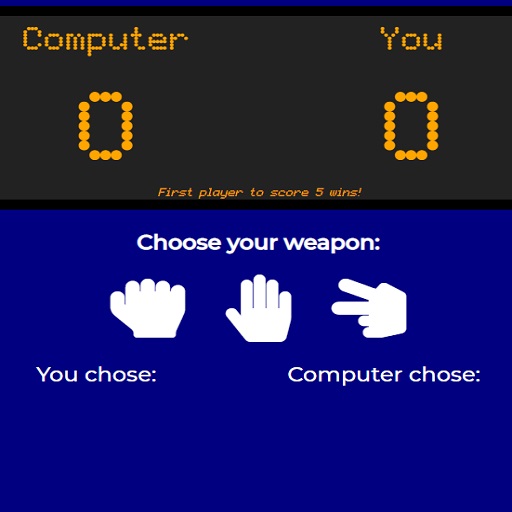 Computer You
0 0
First player to score 5 wins!
Choose your weapon:
You chose: Computer chose: